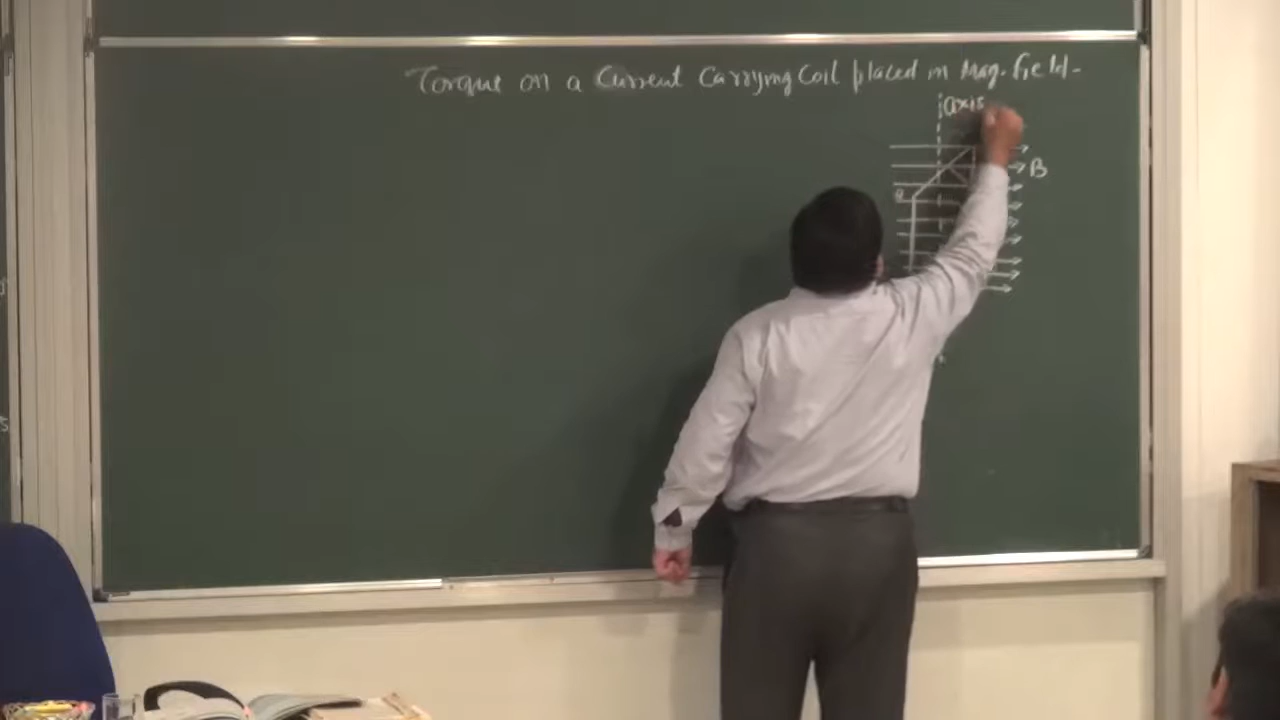 Torque on a Current Carrying Coil placed in Mag. field-
axis
B